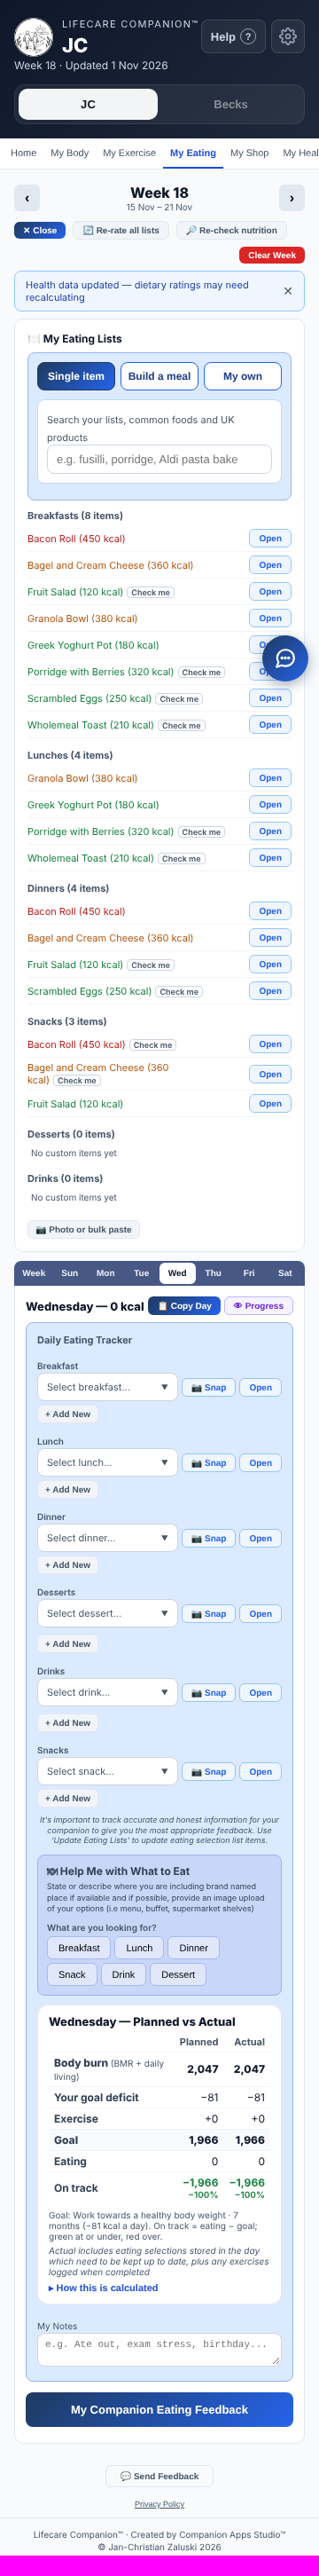 LIFECARE COMPANION™
JC
Week 18 · Updated 1 Nov 2026
Help ?
JC
Becks
Home My Body My Exercise My Eating My Shop My Heal
‹
Week 18
15 Nov – 21 Nov
›
✕ Close
🔄 Re-rate all lists
🔎 Re-check nutrition
Clear Week
Health data updated — dietary ratings may need
recalculating
✕
🍽️ My Eating Lists
Single item
Build a meal
My own
Search your lists, common foods and UK
products
e.g. fusilli, porridge, Aldi pasta bake
Breakfasts (8 items)
Bacon Roll (450 kcal) Open
Bagel and Cream Cheese (360 kcal) Open
Fruit Salad (120 kcal) Check me Open
Granola Bowl (380 kcal) Open
Greek Yoghurt Pot (180 kcal)
Porridge with Berries (320 kcal) Check me
Scrambled Eggs (250 kcal) Check me Open
Wholemeal Toast (210 kcal) Check me Open
Lunches (4 items)
Granola Bowl (380 kcal) Open
Greek Yoghurt Pot (180 kcal) Open
Porridge with Berries (320 kcal) Check me Open
Wholemeal Toast (210 kcal) Check me Open
Dinners (4 items)
Bacon Roll (450 kcal) Open
Bagel and Cream Cheese (360 kcal) Open
Fruit Salad (120 kcal) Check me Open
Scrambled Eggs (250 kcal) Check me Open
Snacks (3 items)
Bacon Roll (450 kcal) Check me Open
Bagel and Cream Cheese (360
kcal) Check me Open
Fruit Salad (120 kcal) Open
Desserts (0 items)
No custom items yet
Drinks (0 items)
No custom items yet
📷 Photo or bulk paste
Week Sun Mon Tue Wed Thu Fri Sat
Wednesday — 0 kcal
📋 Copy Day
👁 Progress
Daily Eating Tracker
Breakfast
Select breakfast... ▼ 📷 Snap Open
+ Add New
Lunch
Select lunch... ▼ 📷 Snap Open
+ Add New
Dinner
Select dinner... ▼ 📷 Snap Open
+ Add New
Desserts
Select dessert... ▼ 📷 Snap Open
+ Add New
Drinks
Select drink... ▼ 📷 Snap Open
+ Add New
Snacks
Select snack... ▼ 📷 Snap Open
+ Add New
It's important to track accurate and honest information for your
companion to give you the most appropriate feedback. Use
'Update Eating Lists' to update eating selection list items.
🍽 Help Me with What to Eat
State or describe where you are including brand named
place if available and if possible, provide an image upload
of your options (i.e menu, buffet, supermarket shelves)
What are you looking for?
Breakfast Lunch Dinner
Snack Drink Dessert
Wednesday — Planned vs Actual
Planned Actual
Body burn (BMR + daily
living) 2,047 2,047
Your goal deficit −81 −81
Exercise +0 +0
Goal 1,966 1,966
Eating 0 0
On track −1,966 −1,966
−100% −100%
Goal: Work towards a healthy body weight · 7
months (−81 kcal a day). On track = eating − goal;
green at or under, red over.
Actual includes eating selections stored in the day
which need to be kept up to date, plus any exercises
logged when completed
▸ How this is calculated
My Notes
e.g. Ate out, exam stress, birthday...
My Companion Eating Feedback
💬 Send Feedback
Privacy Policy
Lifecare Companion™ · Created by Companion Apps Studio™
© Jan-Christian Zaluski 2026